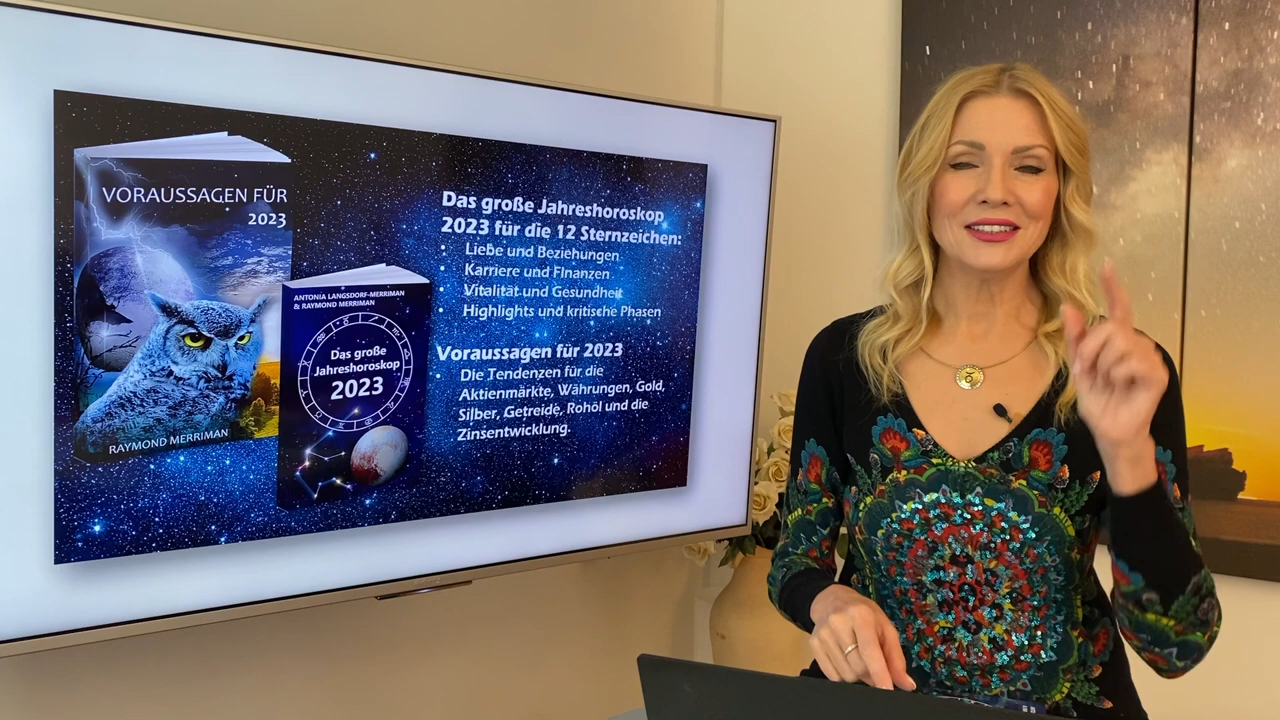 VORAUSSAGEN FÜR
2023
RAYMOND MERRIMAN
ANTONIA LANGSDORF-MERRIMAN
& RAYMOND MERRIMAN
Das große
Jahreshoroskop
2023
Das große Jahreshoroskop
2023 für die 12 Sternzeichen:
• Liebe und Beziehungen
• Karriere und FInanzen
• Vitalität und Gesundheit
• Highlights und kritische Phasen
Voraussagen für 2023
• Die Tendenzen für die
Aktienmärkte, Währungen, Gold,
Silber, Getreide, Rohöl und die
Zinsentwicklung.